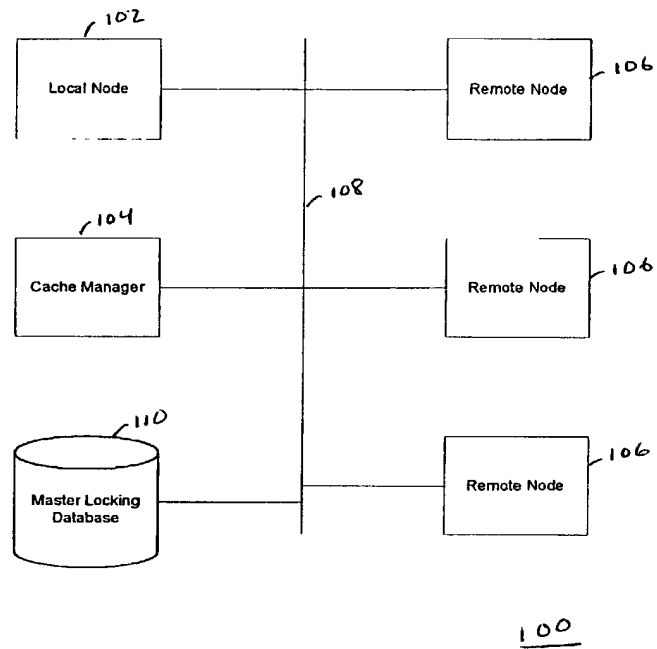 102
Local Node
106
Remote Node
108
104
Cache Manager
106
Remote Node
110
Master Locking
Database
106
Remote Node
100